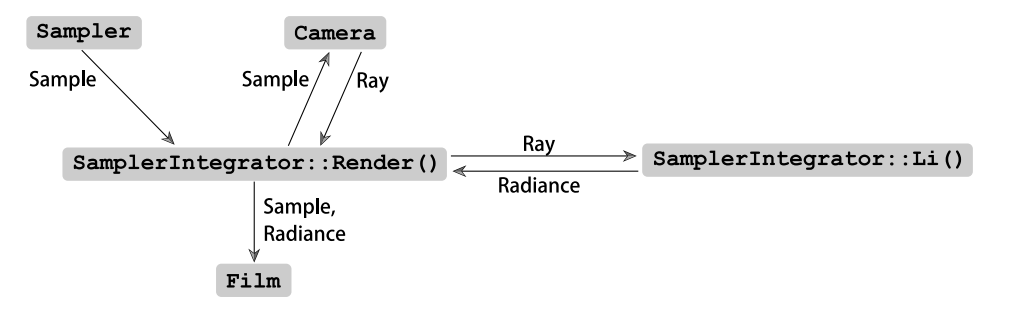 Sampler
Camera
Sample
Sample
Ray
SamplerIntegrator::Render()
Ray
Radiance
SamplerIntegrator::Li()
Sample,
Radiance
Film